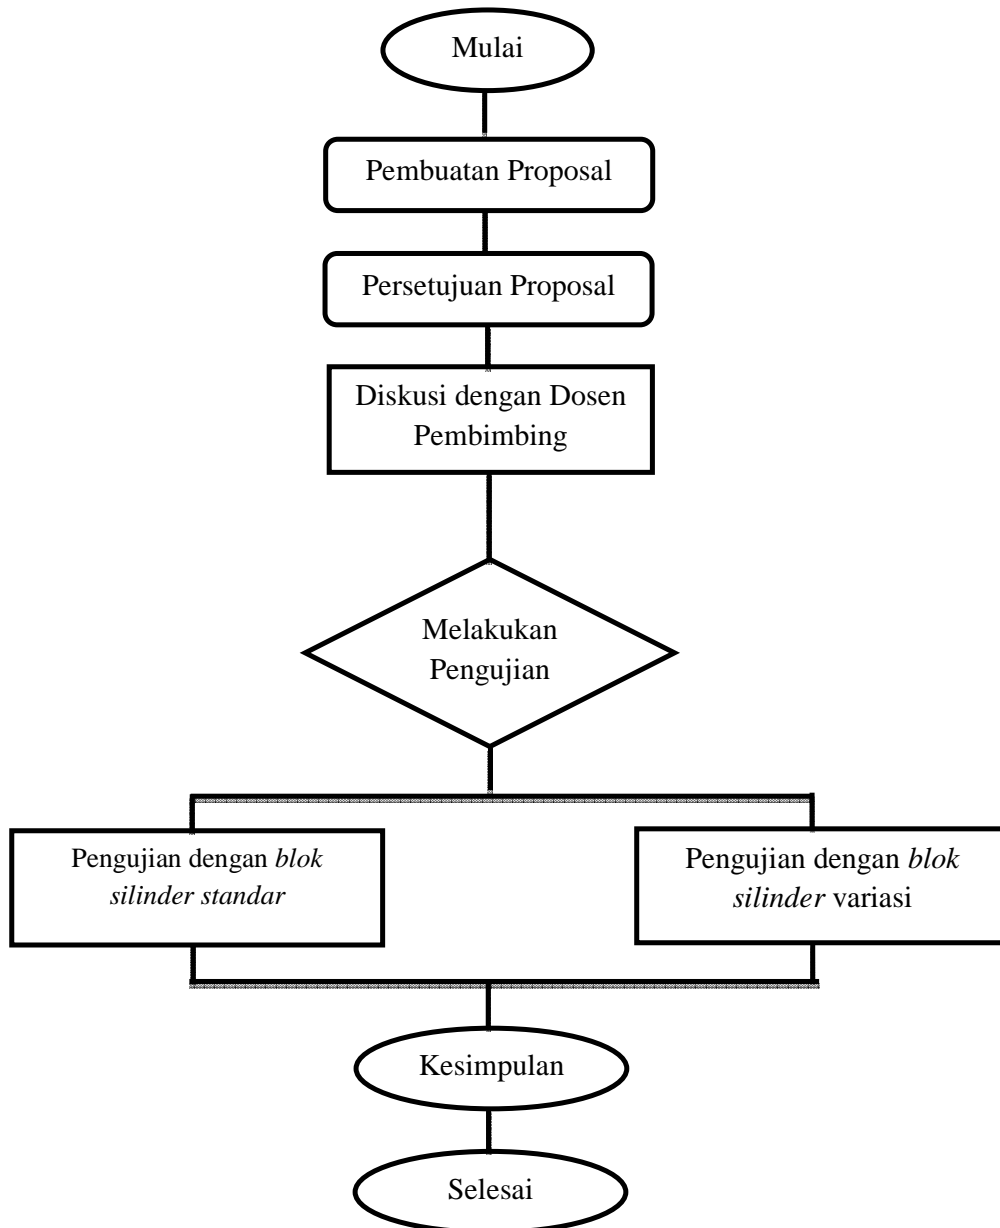 Mulai
Pembuatan Proposal
Persetujuan Proposal
Diskusi dengan Dosen
Pembimbing
Melakukan
Pengujian
Pengujian dengan blok
silinder standar
Pengujian dengan blok
silinder variasi
Kesimpulan
Selesai